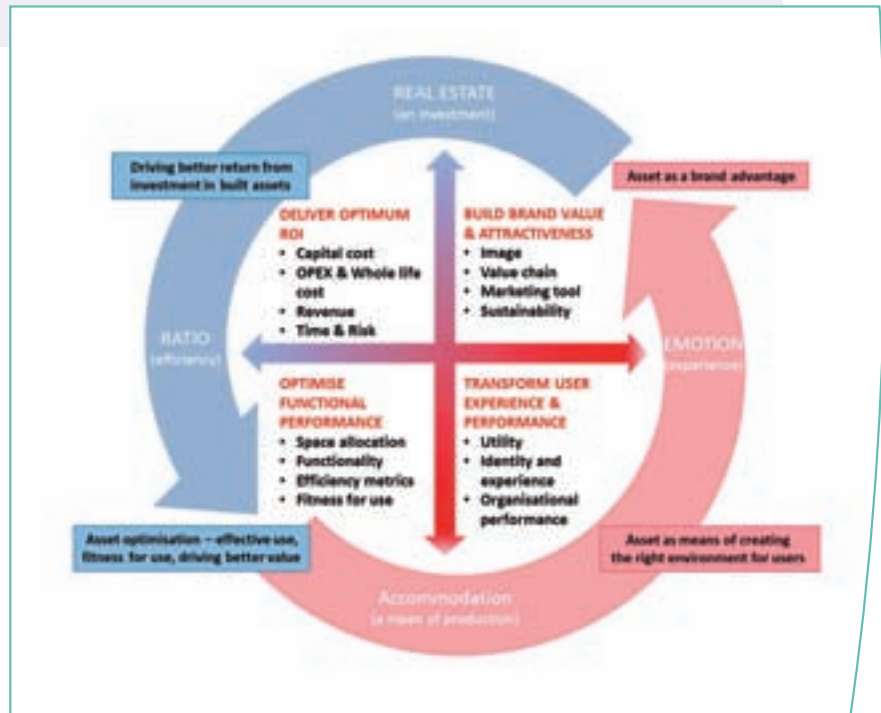 REAL ESTATE
(an investment)
Driving better return from
investment in built assets
Asset as a brand advantage
DELIVER OPTIMUM
ROI
• Capital cost
• OPEX & Whole life
cost
• Revenue
• Time & Risk
BUILD BRAND VALUE
& ATTRACTIVENESS
• Image
• Value chain
• Marketing tool
• Sustainability
RATIO
(efficiency)
EMOTION
(experience)
OPTIMISE
FUNCTIONAL
PERFORMANCE
• Space allocation
• Functionality
• Efficiency metrics
• Fitness for use
TRANSFORM USER
EXPERIENCE &
PERFORMANCE
• Utility
• Identity and
experience
• Organisational
performance
Asset optimisation – effective use,
fitness for use, driving better value
Asset as means of creating
the right environment for users
Accommodation
(a mean of production)